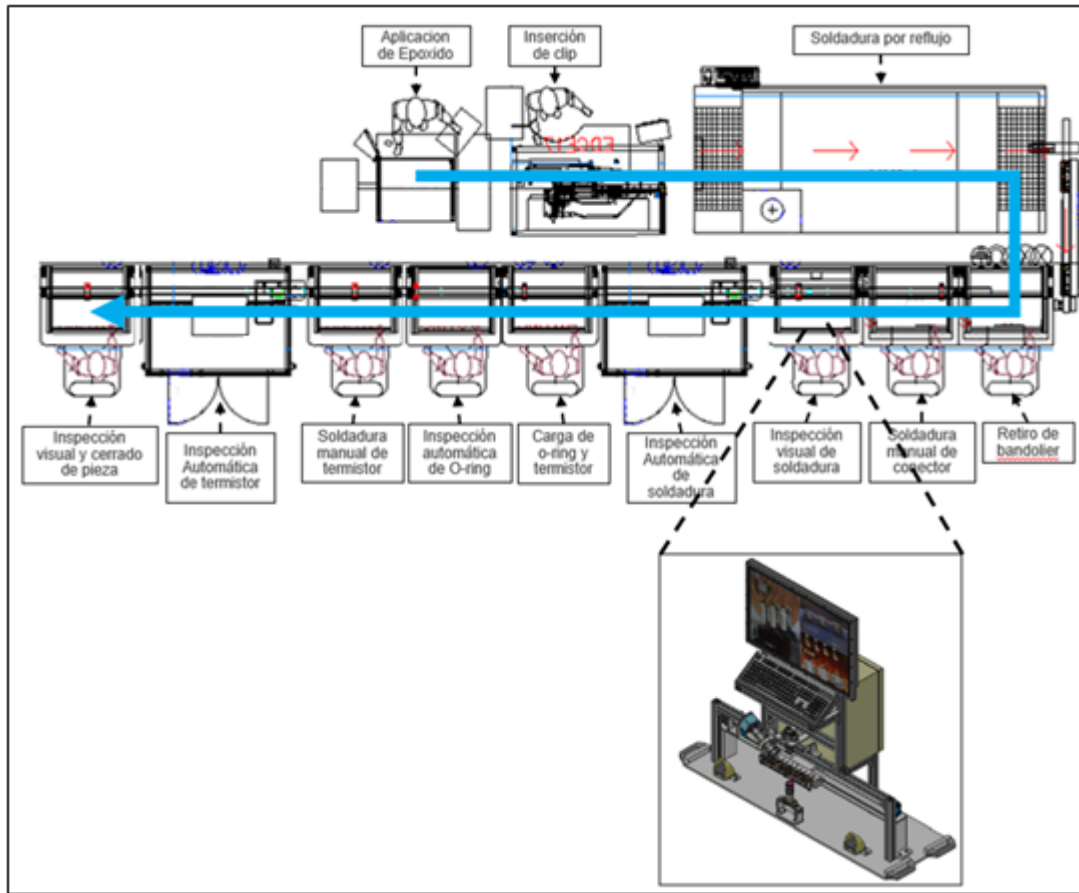 Aplicacion
de Epoxido
Inserción
de clip
Soldadura por reflujo
Inspección
visual y cerrado
de pieza
Inspección
Automática
de termistor
Soldadura
manual de
termistor
Inspección
automática
de O-ring
Carga de
o-ring y
termistor
Inspección
Automática
de
soldadura
Inspección
visual de
soldadura
Soldadura
manual de
conector
Retiro de
bandolier